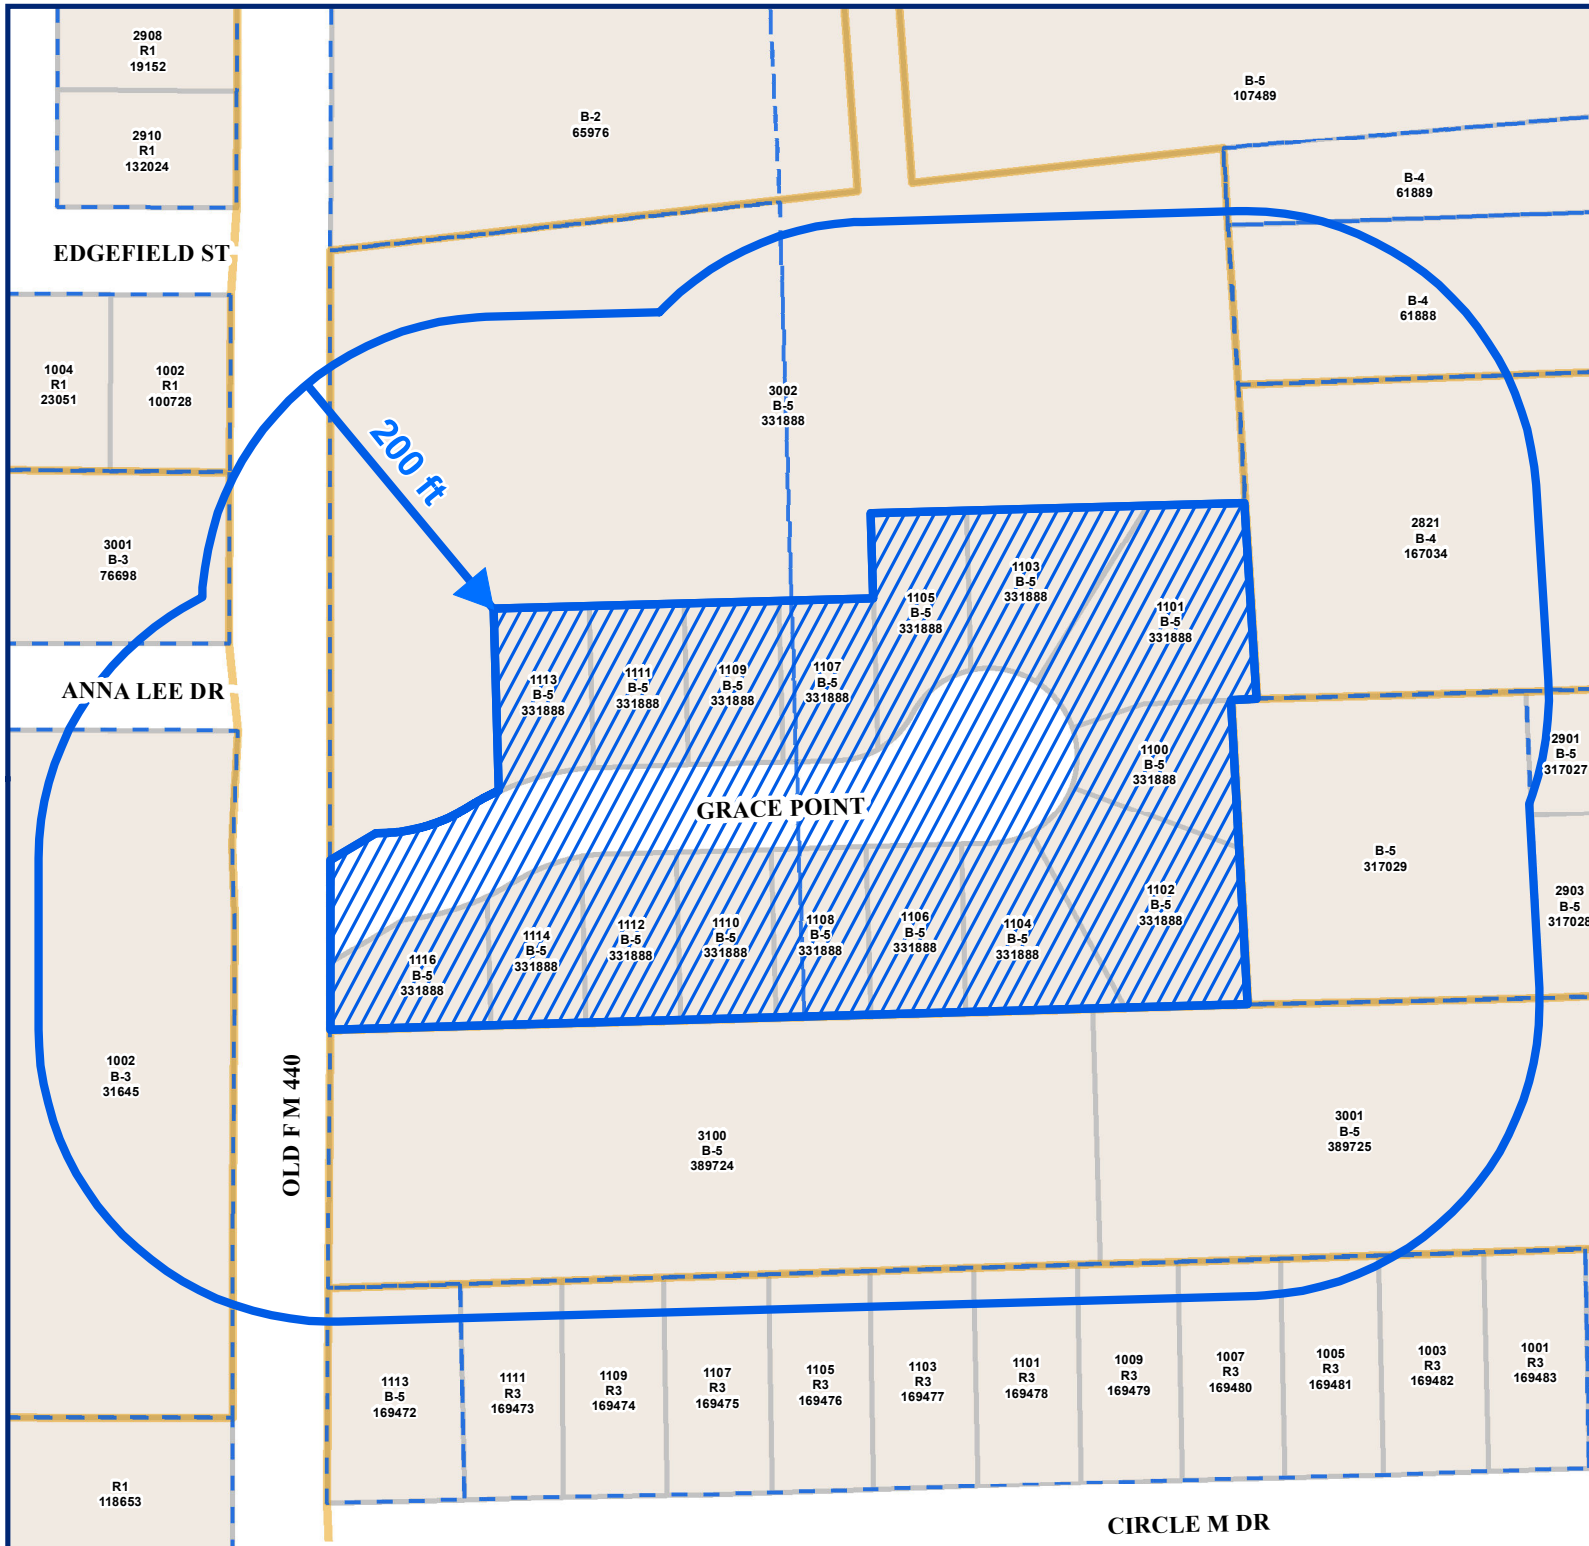 2908
R1
19152
B-5
107489
B-2
65976
2910
R1
132024
B-4
61889
EDGEFIELD ST
B-4
61888
1004
R1
23051
1002
R1
100728
3002
B-5
331888
200 ft
3001
B-3
76698
2821
B-4
167034
1103
B-5
331888
1105
B-5
331888
1101
B-5
331888
1113
B-5
331888
1111
B-5
331888
1109
B-5
331888
1107
B-5
331888
ANNA LEE DR
1100
B-5
331888
2901
B-5
317027
GRACE POINT
B-5
317029
2903
B-5
317028
1102
B-5
331888
1116
B-5
331888
1114
B-5
331888
1112
B-5
331888
1110
B-5
331888
1108
B-5
331888
1106
B-5
331888
1104
B-5
331888
1002
B-3
31645
OLD F M 440
3100
B-5
389724
3001
B-5
389725
1113
B-5
169472
1111
R3
169473
1109
R3
169474
1107
R3
169475
1105
R3
169476
1103
R3
169477
1101
R3
169478
1009
R3
169479
1007
R3
169480
1005
R3
169481
1003
R3
169482
1001
R3
169483
R1
118653
CIRCLE M DR